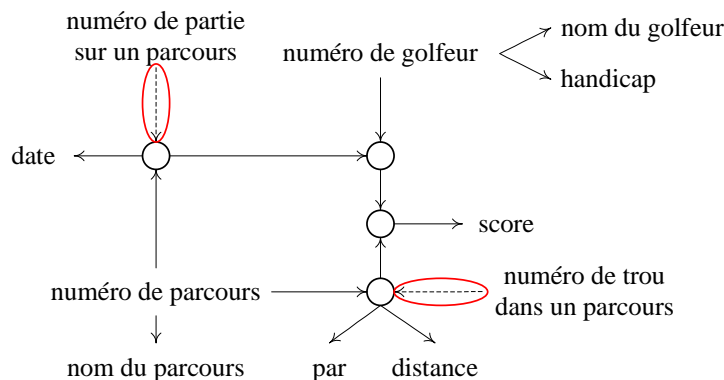 numéro de partie
sur un parcours
numéro de golfeur
nom du golfeur
handicap
date
score
numéro de parcours
numéro de trou
dans un parcours
nom du parcours
par
distance